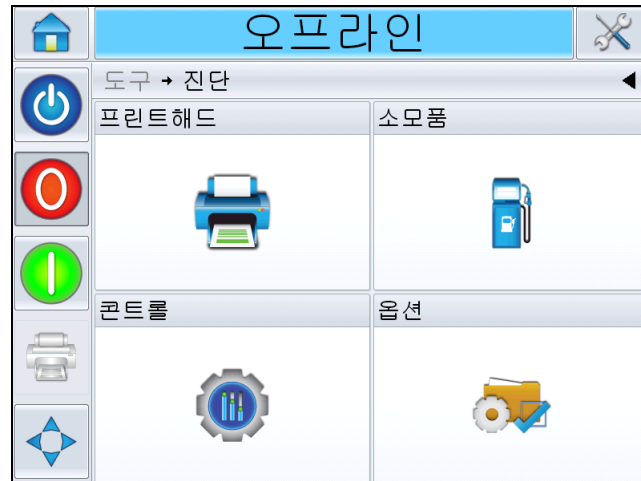 오프라인
도구 → 진단
프린트해드
소모품
콘트롤
옵션